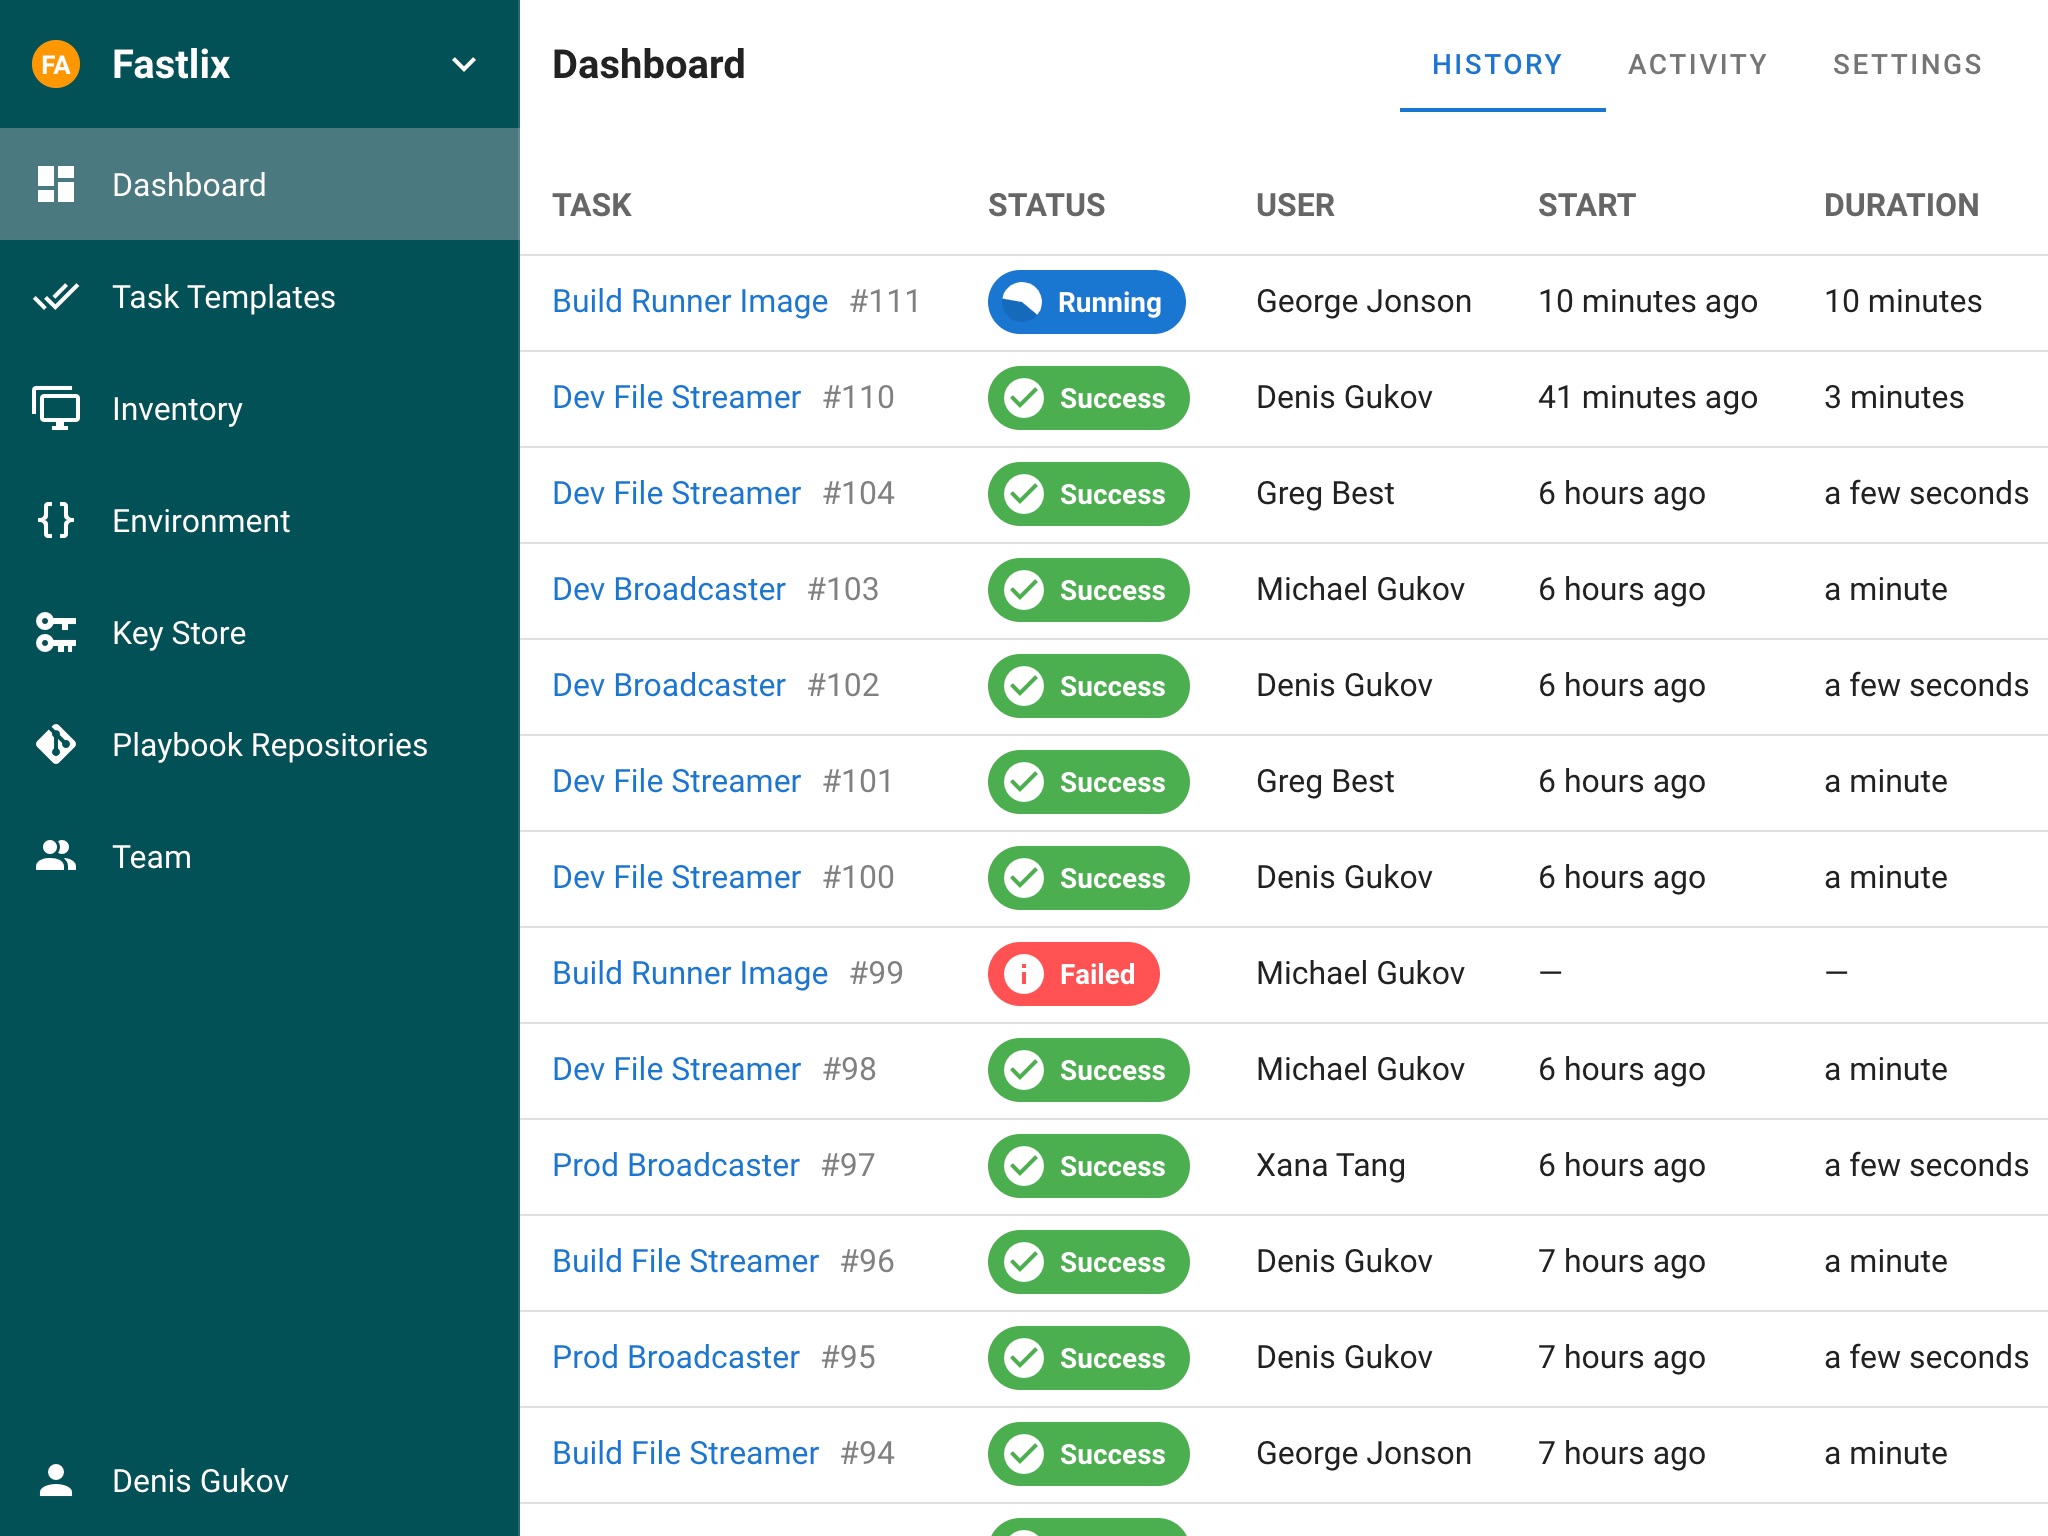 FA Fastlix
Dashboard
Task Templates
Inventory
Environment
Key Store
Playbook Repositories
Team
Denis Gukov
Dashboard HISTORY ACTIVITY SETTINGS
TASK STATUS USER START DURATION
Build Runner Image #111 Running George Jonson 10 minutes ago 10 minutes
Dev File Streamer #110 Success Denis Gukov 41 minutes ago 3 minutes
Dev File Streamer #104 Success Greg Best 6 hours ago a few seconds
Dev Broadcaster #103 Success Michael Gukov 6 hours ago a minute
Dev Broadcaster #102 Success Denis Gukov 6 hours ago a few seconds
Dev File Streamer #101 Success Greg Best 6 hours ago a minute
Dev File Streamer #100 Success Denis Gukov 6 hours ago a minute
Build Runner Image #99 Failed Michael Gukov — —
Dev File Streamer #98 Success Michael Gukov 6 hours ago a minute
Prod Broadcaster #97 Success Xana Tang 6 hours ago a few seconds
Build File Streamer #96 Success Denis Gukov 7 hours ago a minute
Prod Broadcaster #95 Success Denis Gukov 7 hours ago a few seconds
Build File Streamer #94 Success George Jonson 7 hours ago a minute